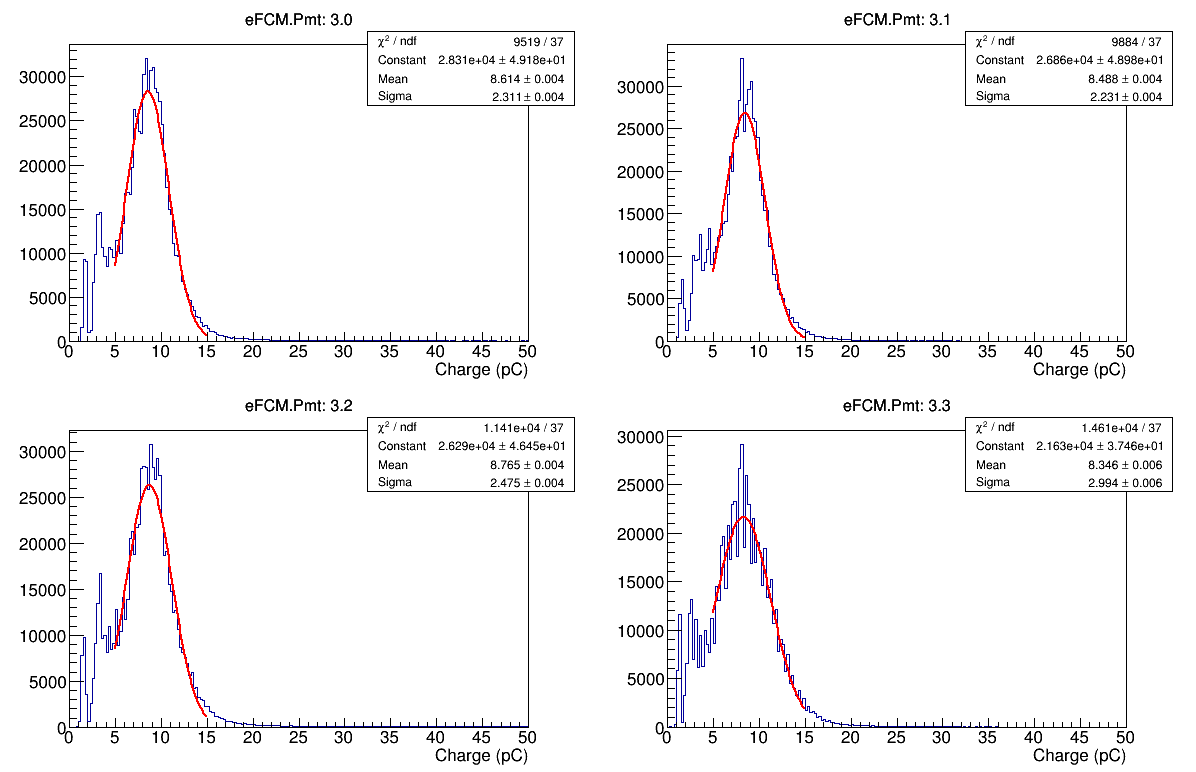 eFCM.Pmt: 3.0
χ² / ndf 9519 / 37
Constant 2.831e+04 ± 4.918e+01
Mean 8.614 ± 0.004
Sigma 2.311 ± 0.004
30000
25000
20000
15000
10000
5000
0
0 5 10 15 20 25 30 35 40 45 50
Charge (pC)
eFCM.Pmt: 3.1
χ² / ndf 9884 / 37
Constant 2.686e+04 ± 4.898e+01
Mean 8.488 ± 0.004
Sigma 2.231 ± 0.004
30000
25000
20000
15000
10000
5000
0
0 5 10 15 20 25 30 35 40 45 50
Charge (pC)
eFCM.Pmt: 3.2
χ² / ndf 1.141e+04 / 37
Constant 2.629e+04 ± 4.645e+01
Mean 8.765 ± 0.004
Sigma 2.475 ± 0.004
30000
25000
20000
15000
10000
5000
0
0 5 10 15 20 25 30 35 40 45 50
Charge (pC)
eFCM.Pmt: 3.3
χ² / ndf 1.461e+04 / 37
Constant 2.163e+04 ± 3.746e+01
Mean 8.346 ± 0.006
Sigma 2.994 ± 0.006
30000
25000
20000
15000
10000
5000
0
0 5 10 15 20 25 30 35 40 45 50
Charge (pC)